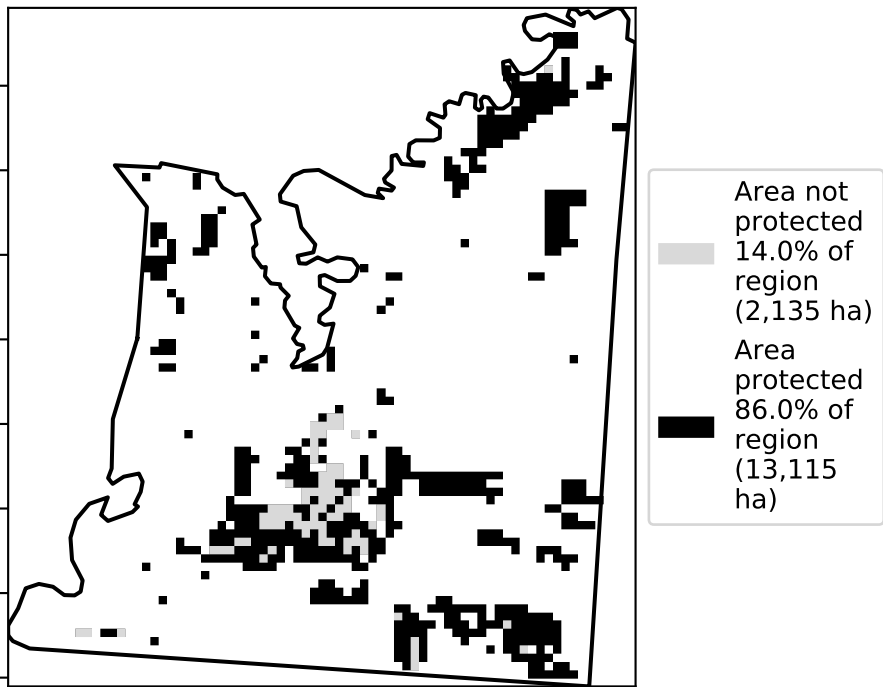 Area not
protected
14.0% of
region
(2,135 ha)
Area
protected
86.0% of
region
(13,115
ha)